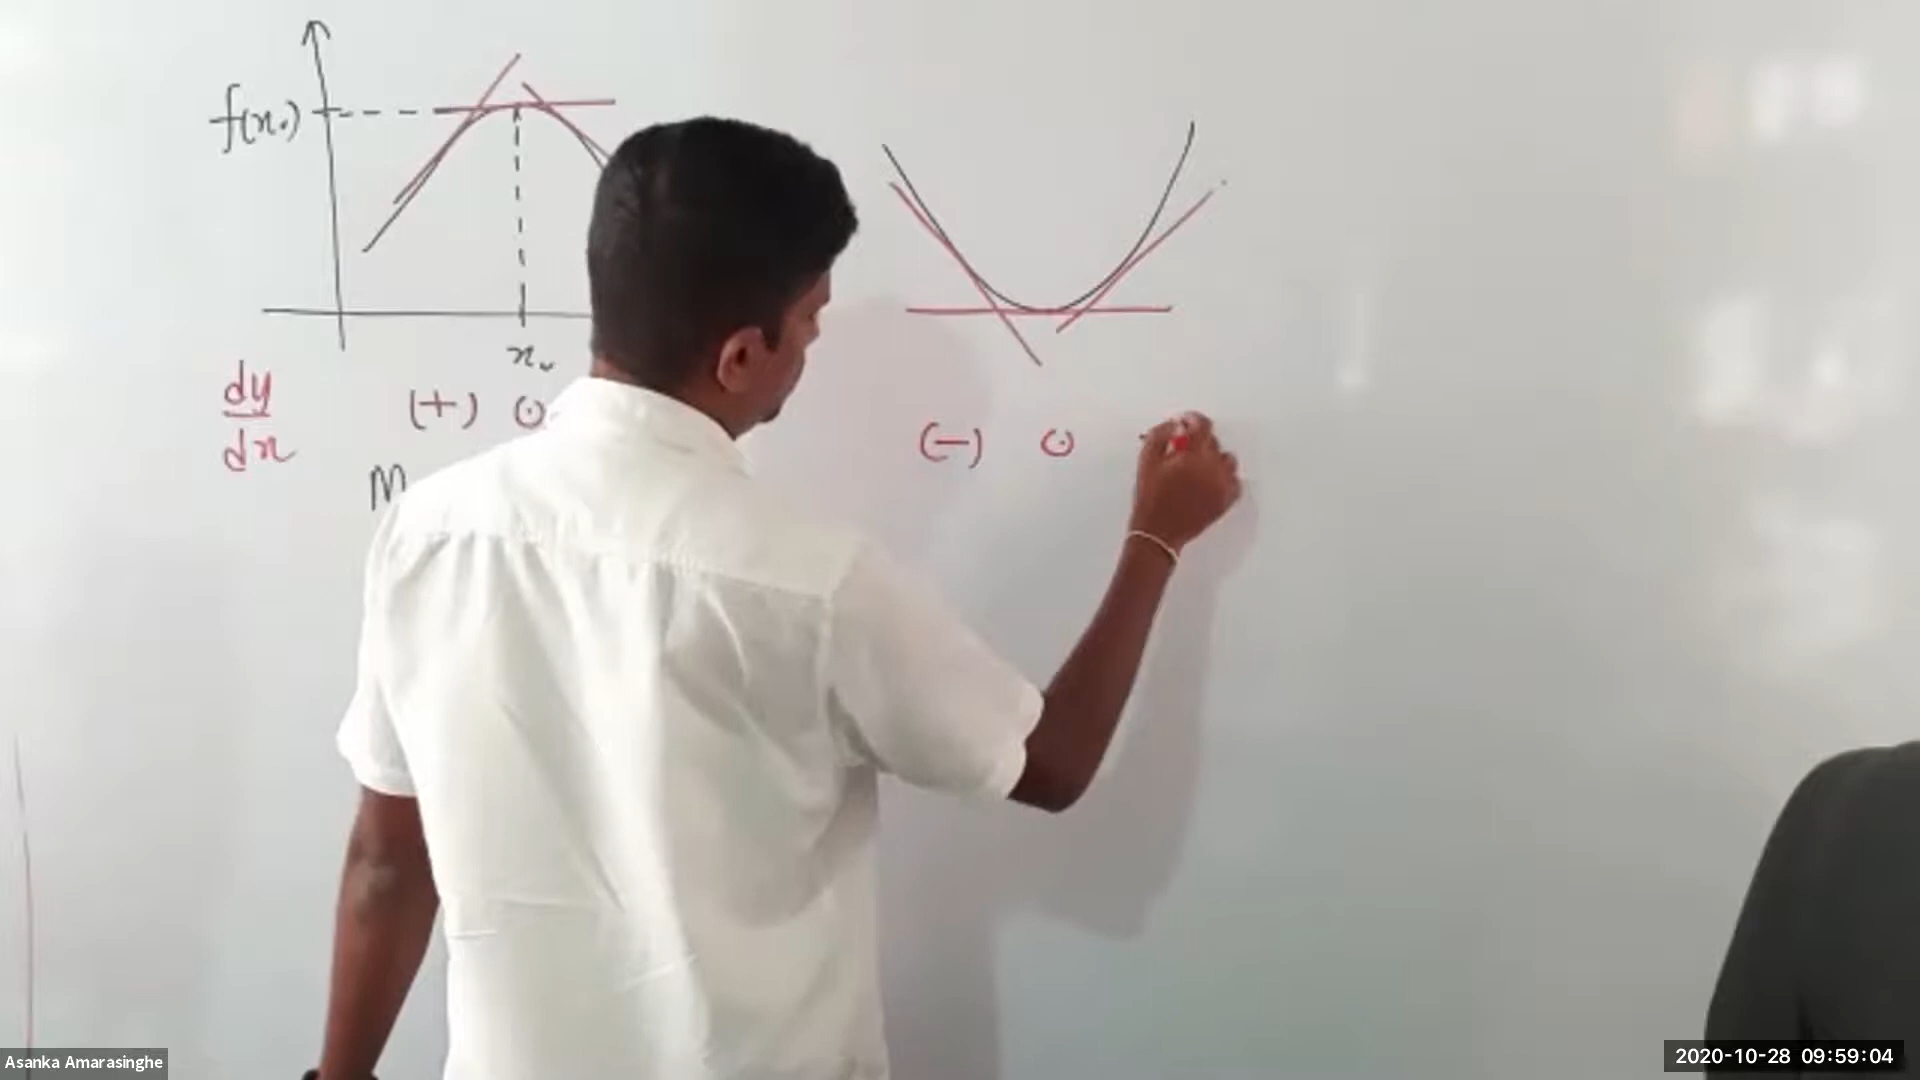 f(x₀)
x₀
dy
dx
(+) 0
(-) 0
M
Asanka Amarasinghe
2020-10-28 09:59:04